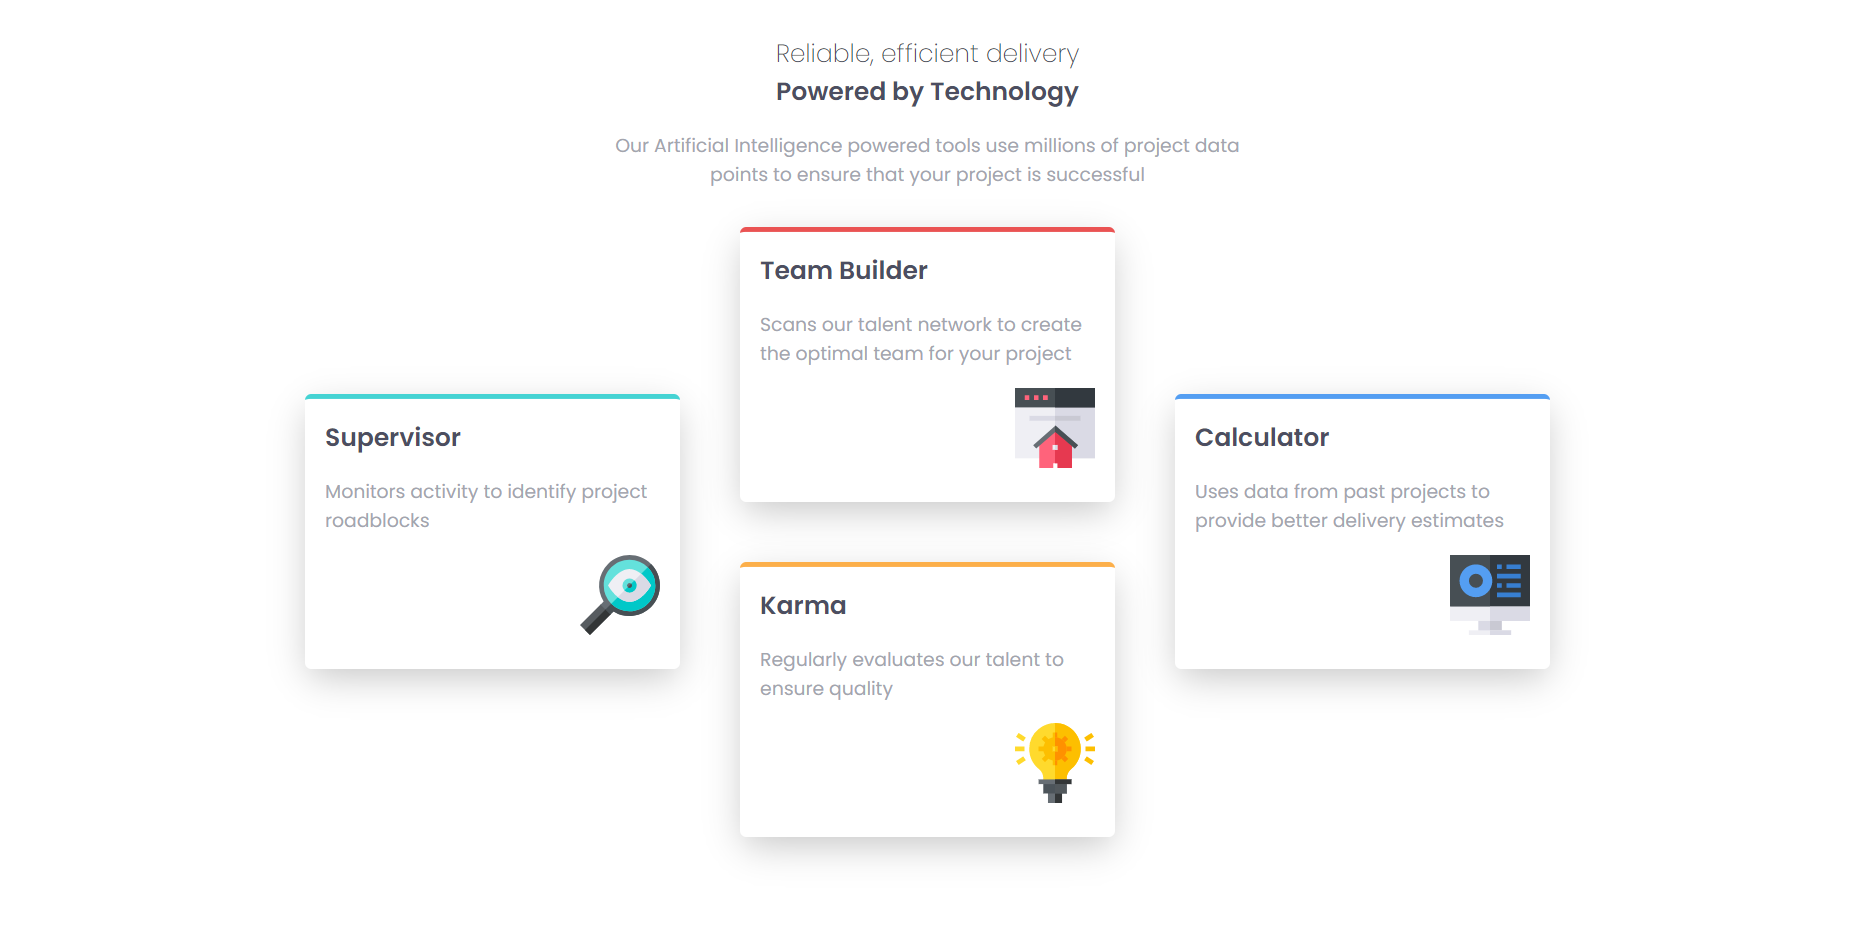 Reliable, efficient delivery
Powered by Technology
Our Artificial Intelligence powered tools use millions of project data
points to ensure that your project is successful
Team Builder
Scans our talent network to create
the optimal team for your project
Supervisor
Monitors activity to identify project
roadblocks
Calculator
Uses data from past projects to
provide better delivery estimates
Karma
Regularly evaluates our talent to
ensure quality